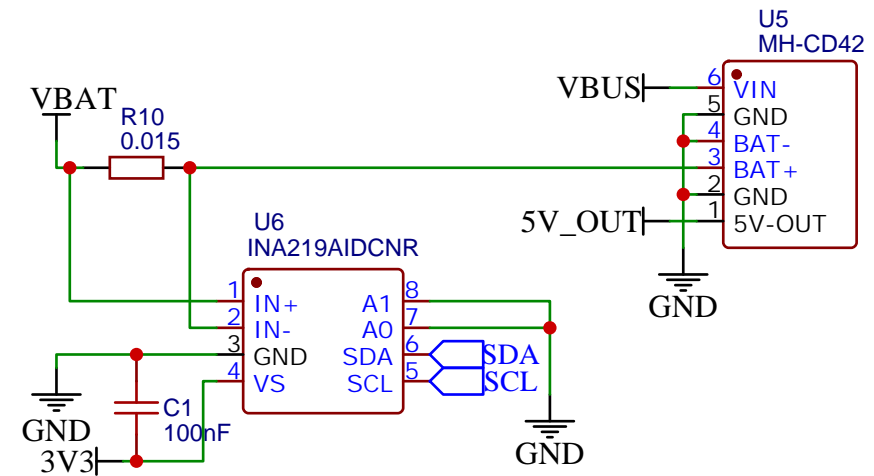 U5
MH-CD42
VBUS
6
VIN
5
GND
4
BAT-
3
BAT+
2
GND
1
5V-OUT
5V_OUT
GND
VBAT
R10
0.015
U6
INA219AIDCNR
1
IN+
2
IN-
3
GND
4
VS
A1
8
A0
7
SDA
6
SDA
SCL
5
SCL
GND
C1
100nF
3V3
GND